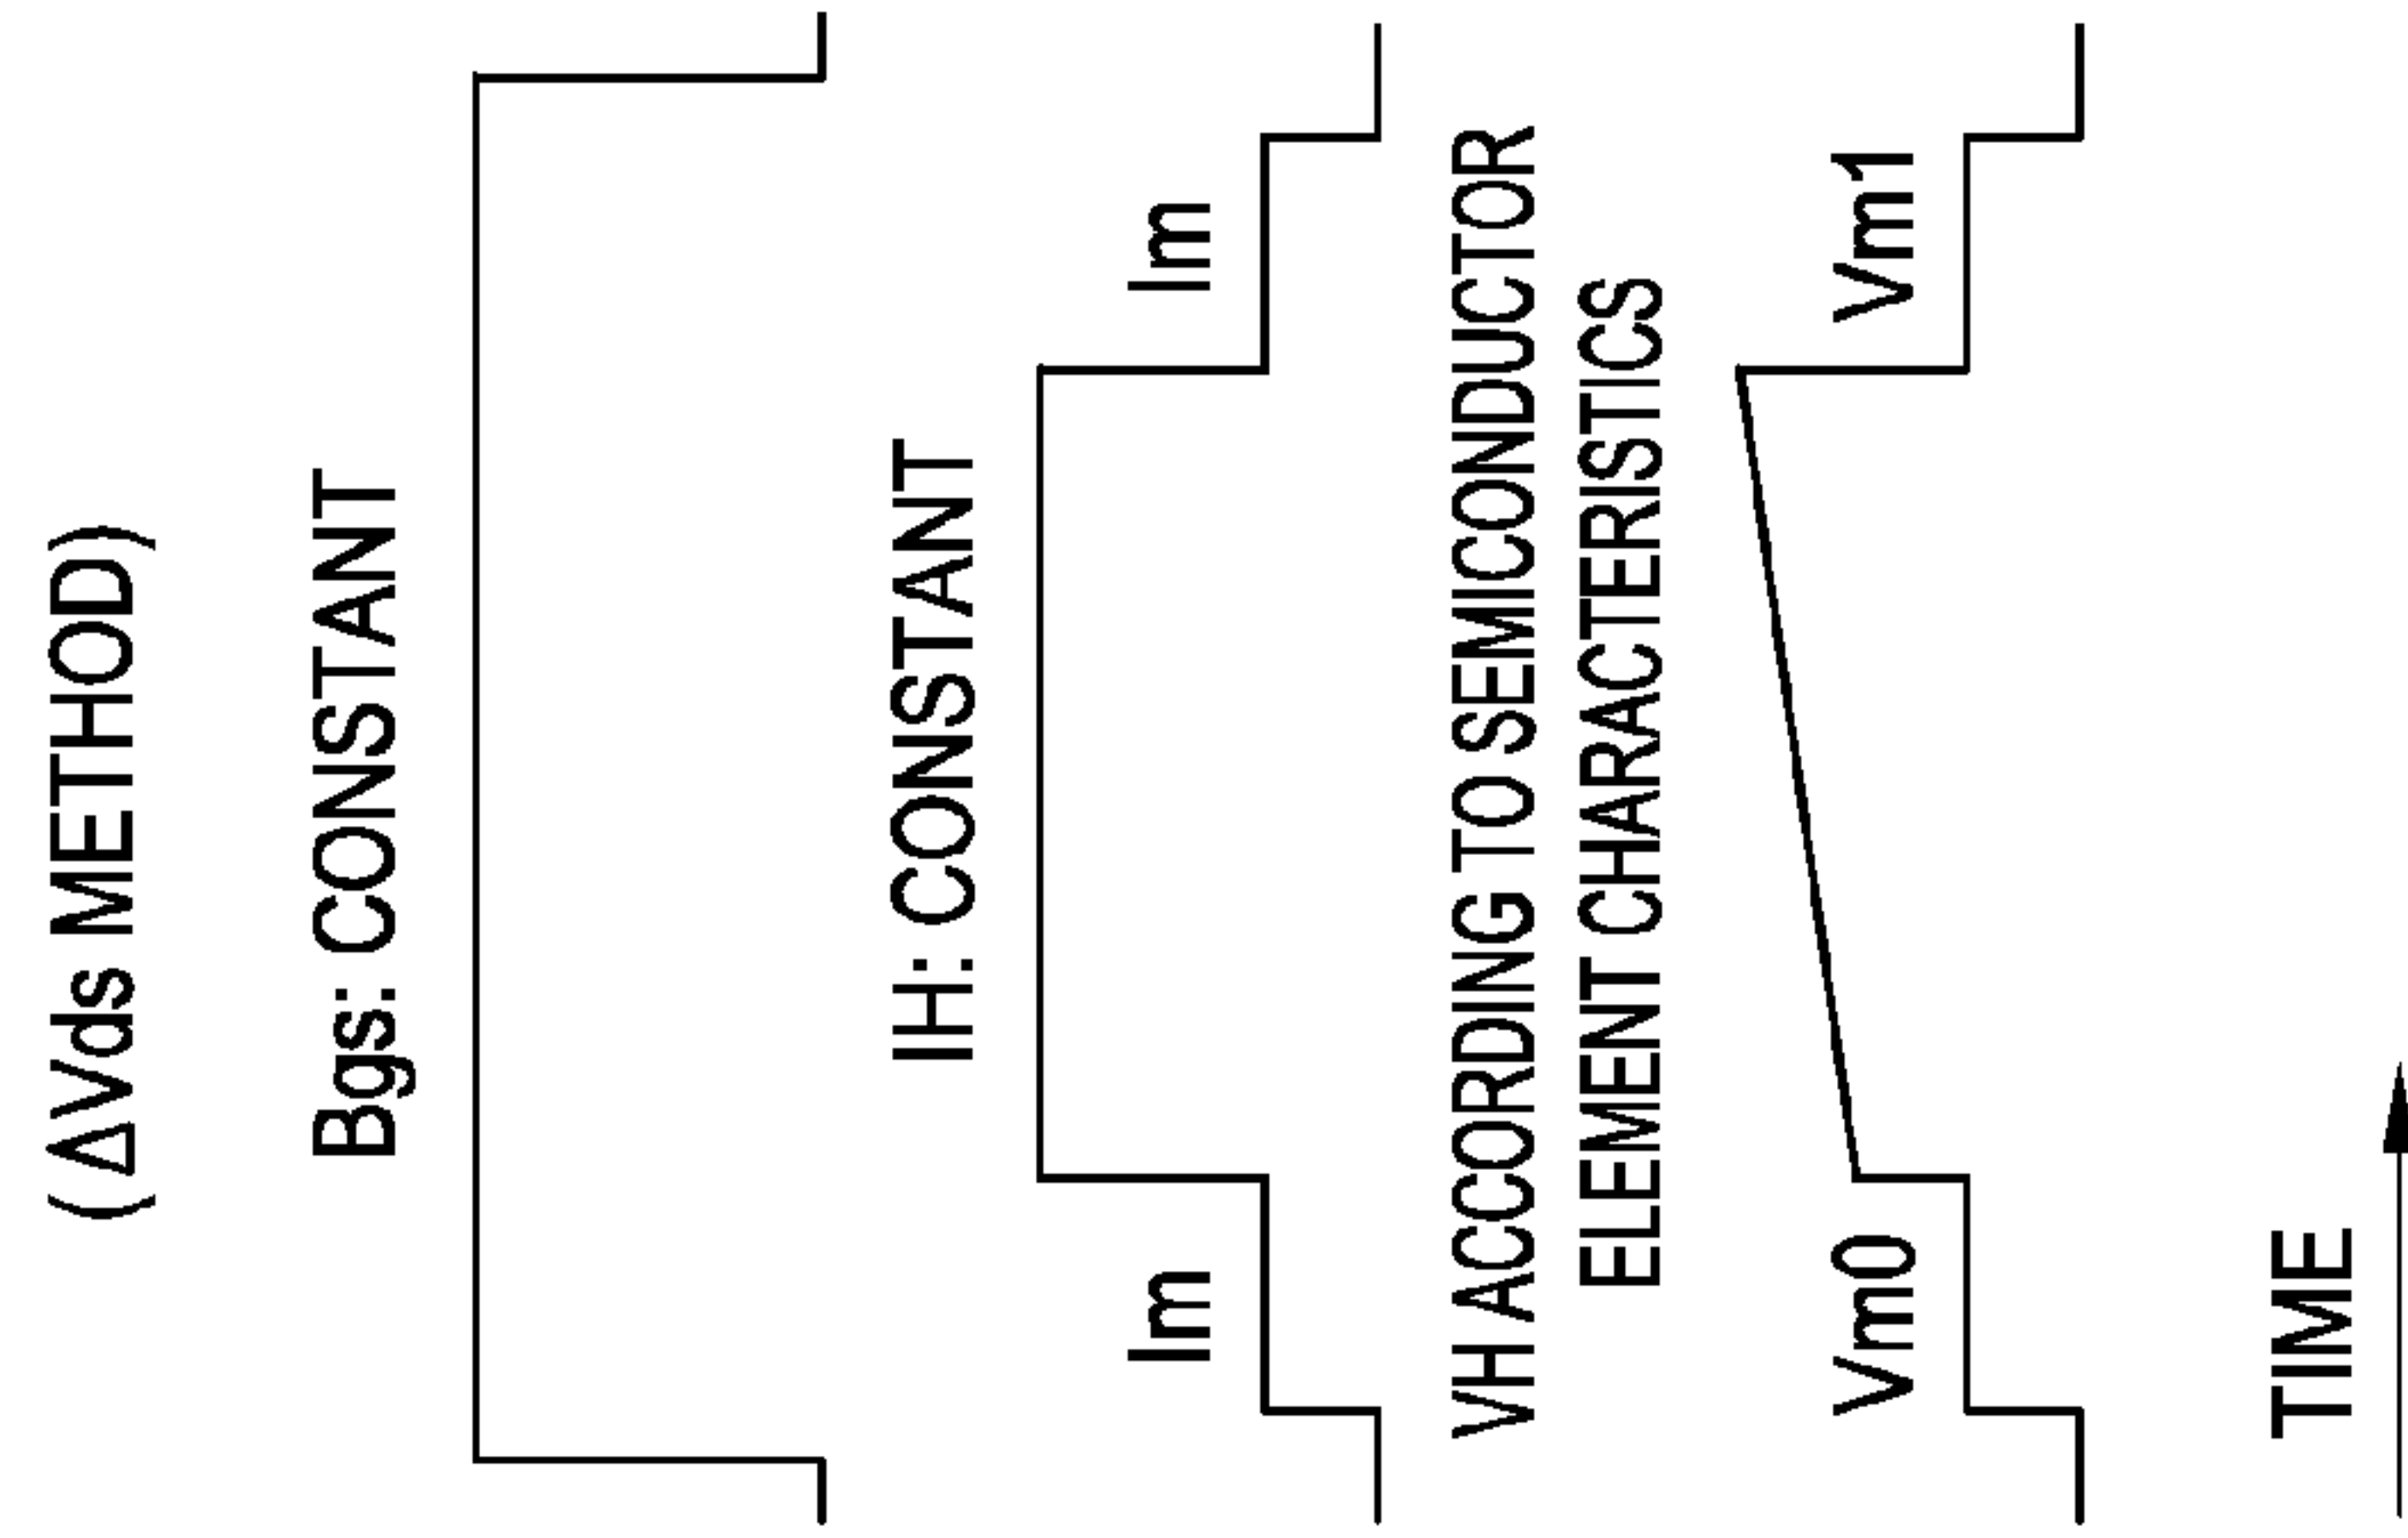 (ΔVds METHOD)
Bgs: CONSTANT
IH: CONSTANT
Im
Im
VH ACCORDING TO SEMICONDUCTOR
ELEMENT CHARACTERISTICS
Vm0
Vm1
TIME